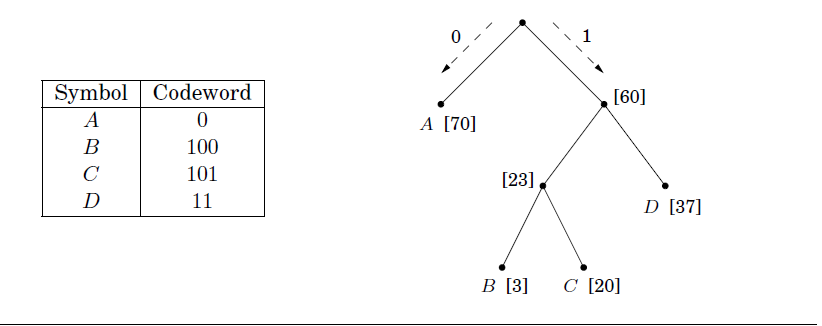 Symbol Codeword
A 0
B 100
C 101
D 11
0 1
[60]
A [70]
[23]
D [37]
B [3] C [20]